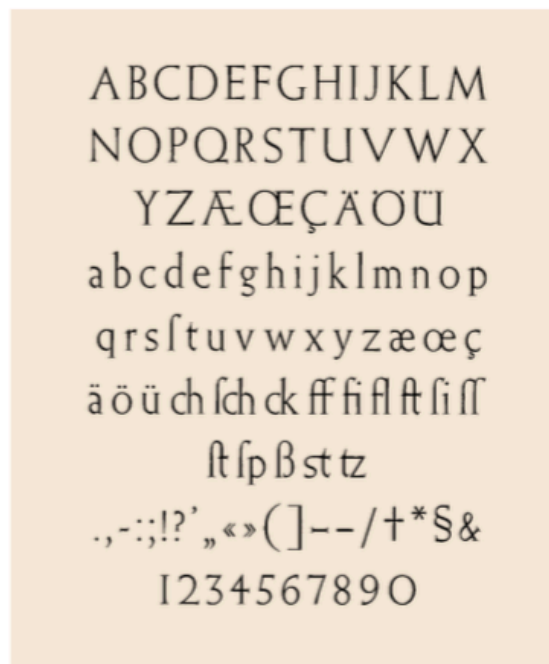 ABCDEFGHIJKLM
NOPQRSTUVWX
YZÆŒÇÄÖÜ
abcdefghijklmnop
qrsſtuvwxyzæœç
äöü ch ſch ck ff fi fl ft ſi ſſ
ſt ſp ß st tz
.,-:;!?’„«»(]––/†*§&
1234567890